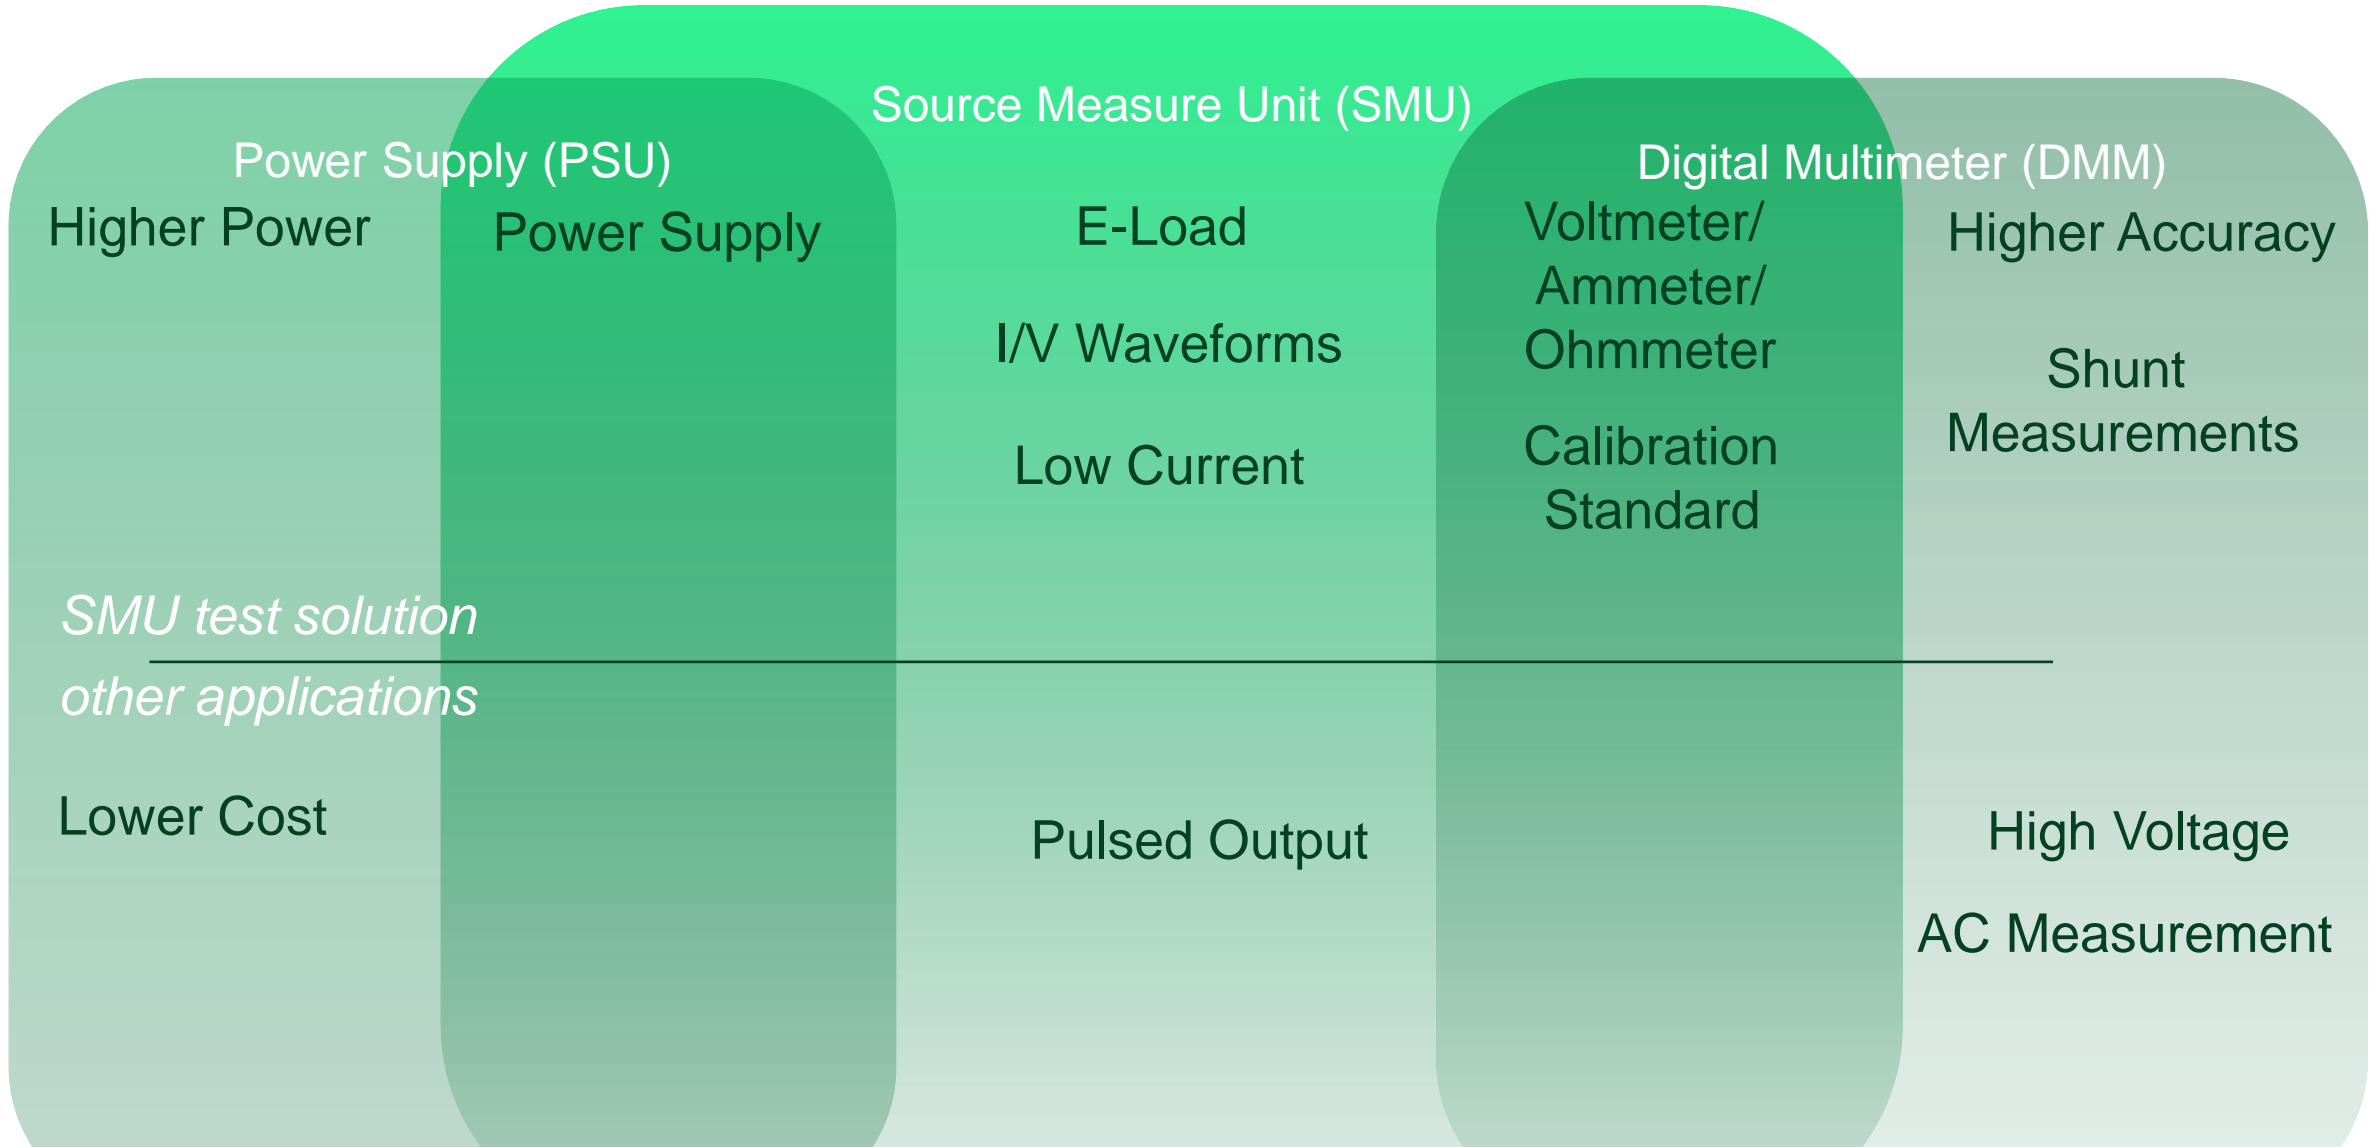 Source Measure Unit (SMU)
Power Supply (PSU)
Digital Multimeter (DMM)
Higher Power
Power Supply
E-Load
I/V Waveforms
Low Current
Voltmeter/
Ammeter/
Ohmmeter
Calibration
Standard
Higher Accuracy
Shunt
Measurements
SMU test solution
other applications
Lower Cost
Pulsed Output
High Voltage
AC Measurement